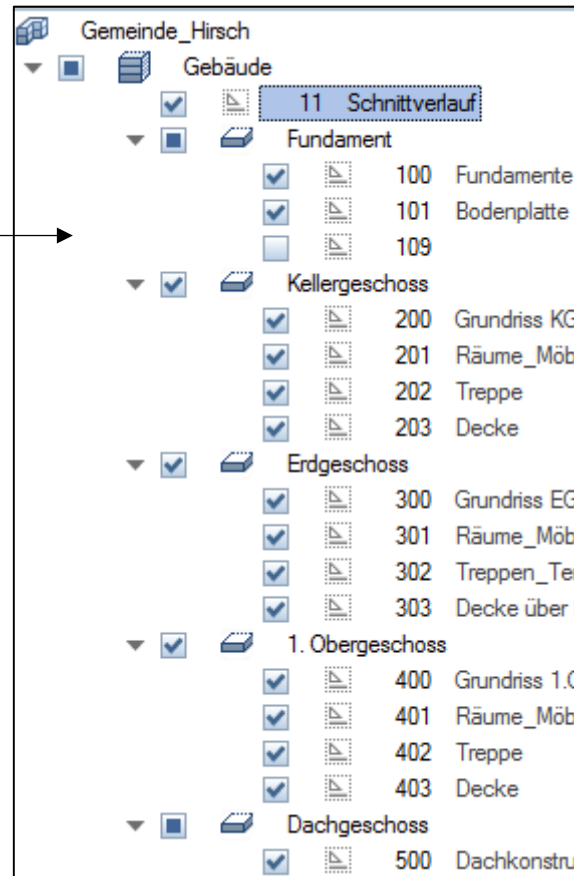 Gemeinde_Hirsch
Gebäude
11 Schnittverlauf
Fundament
100 Fundamente
101 Bodenplatte
109
Kellergeschoss
200 Grundriss KG
201 Räume_Möb
202 Treppe
203 Decke
Erdgeschoss
300 Grundriss EG
301 Räume_Möb
302 Treppen_Ter
303 Decke über
1. Obergeschoss
400 Grundriss 1.O
401 Räume_Möb
402 Treppe
403 Decke
Dachgeschoss
500 Dachkonstru